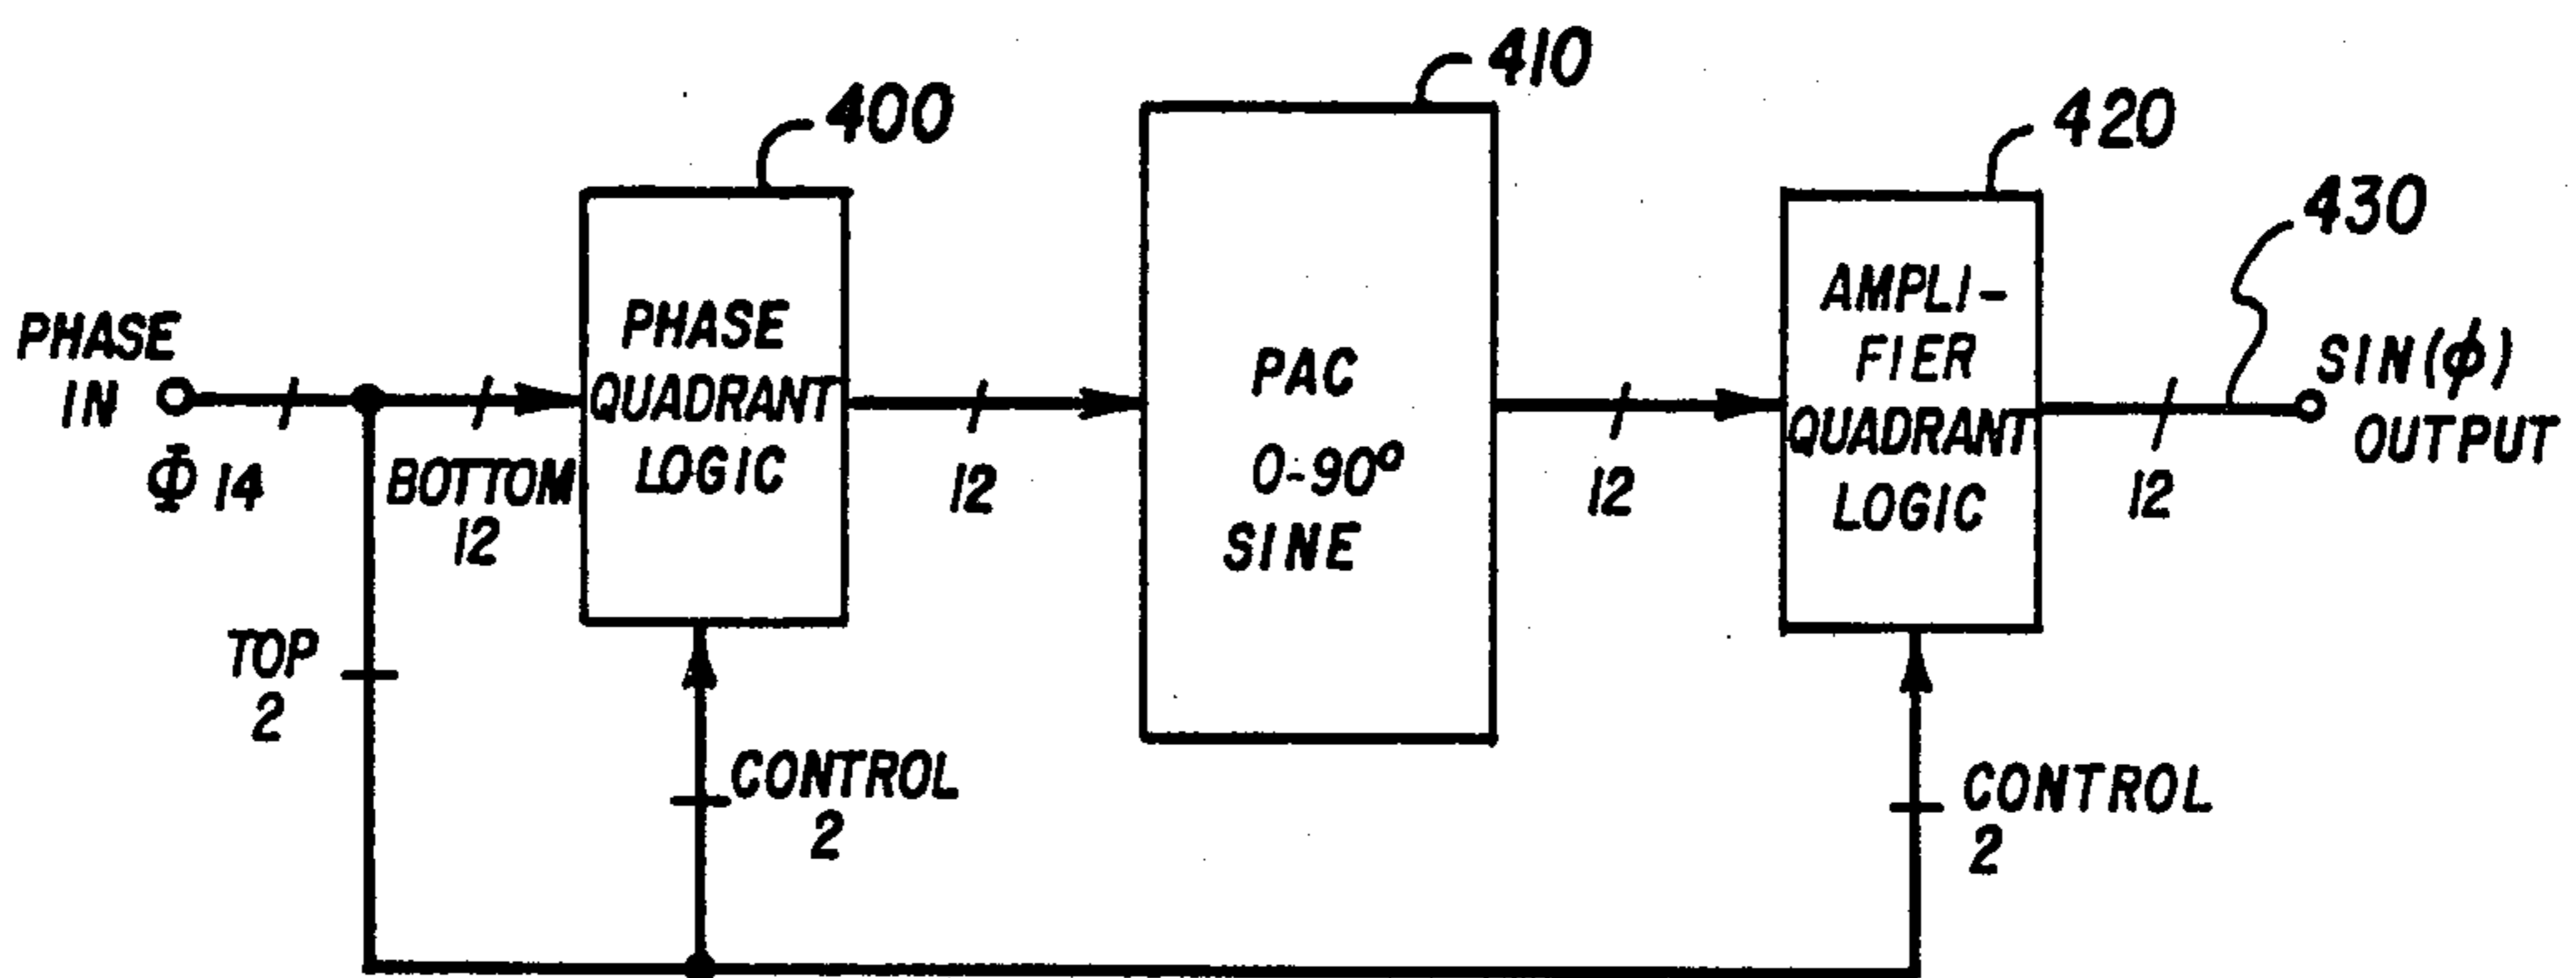 400
410
420
430
PHASE
IN
Φ 14
BOTTOM
12
PHASE
QUADRANT
LOGIC
12
PAC
0-90°
SINE
12
AMPLI-
FIER
QUADRANT
LOGIC
12
SIN(ϕ)
OUTPUT
TOP
2
CONTROL
2
CONTROL
2